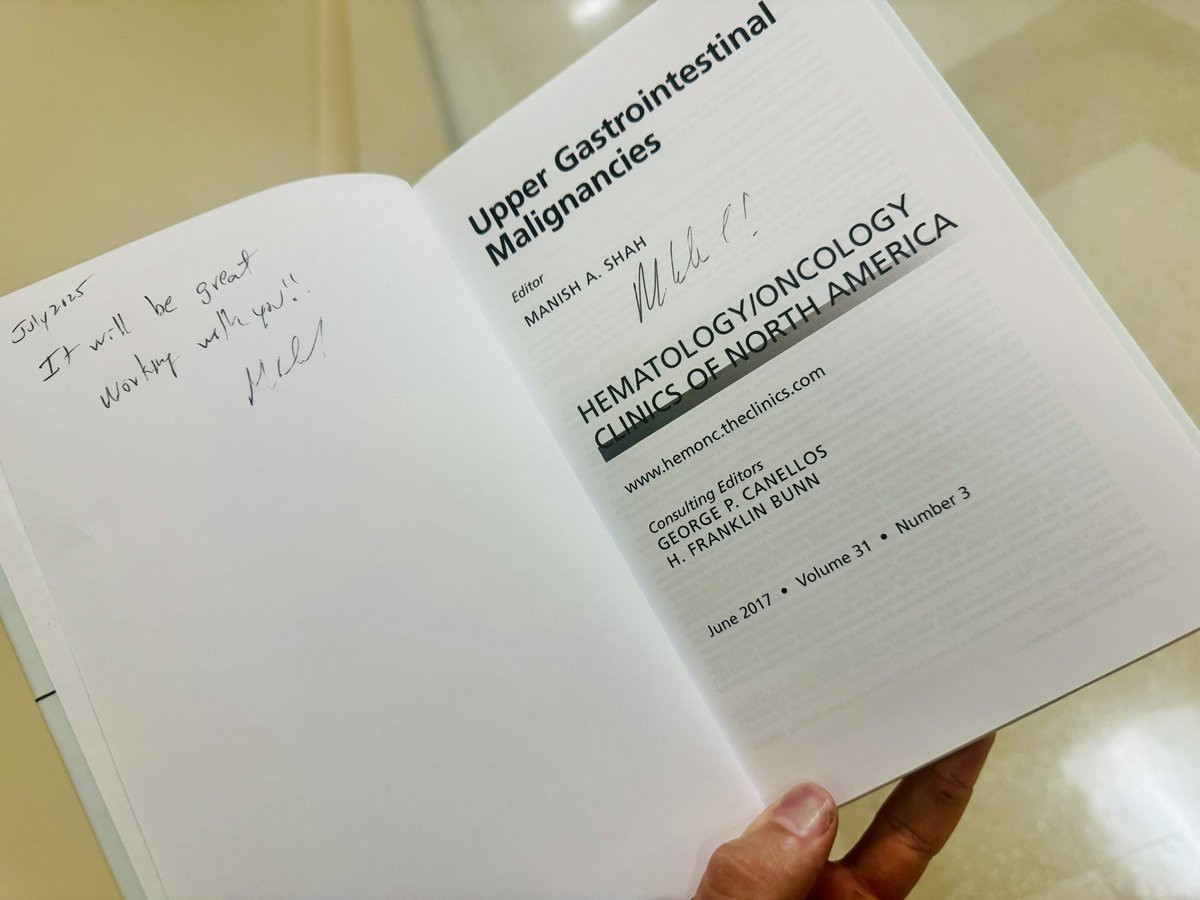 July 2025
It will be great
working with you!!
Upper Gastrointestinal
Malignancies
Editor
MANISH A. SHAH
HEMATOLOGY/ONCOLOGY
CLINICS OF NORTH AMERICA
www.hemonc.theclinics.com
Consulting Editors
GEORGE P. CANELLOS
H. FRANKLIN BUNN
June 2017 • Volume 31 • Number 3